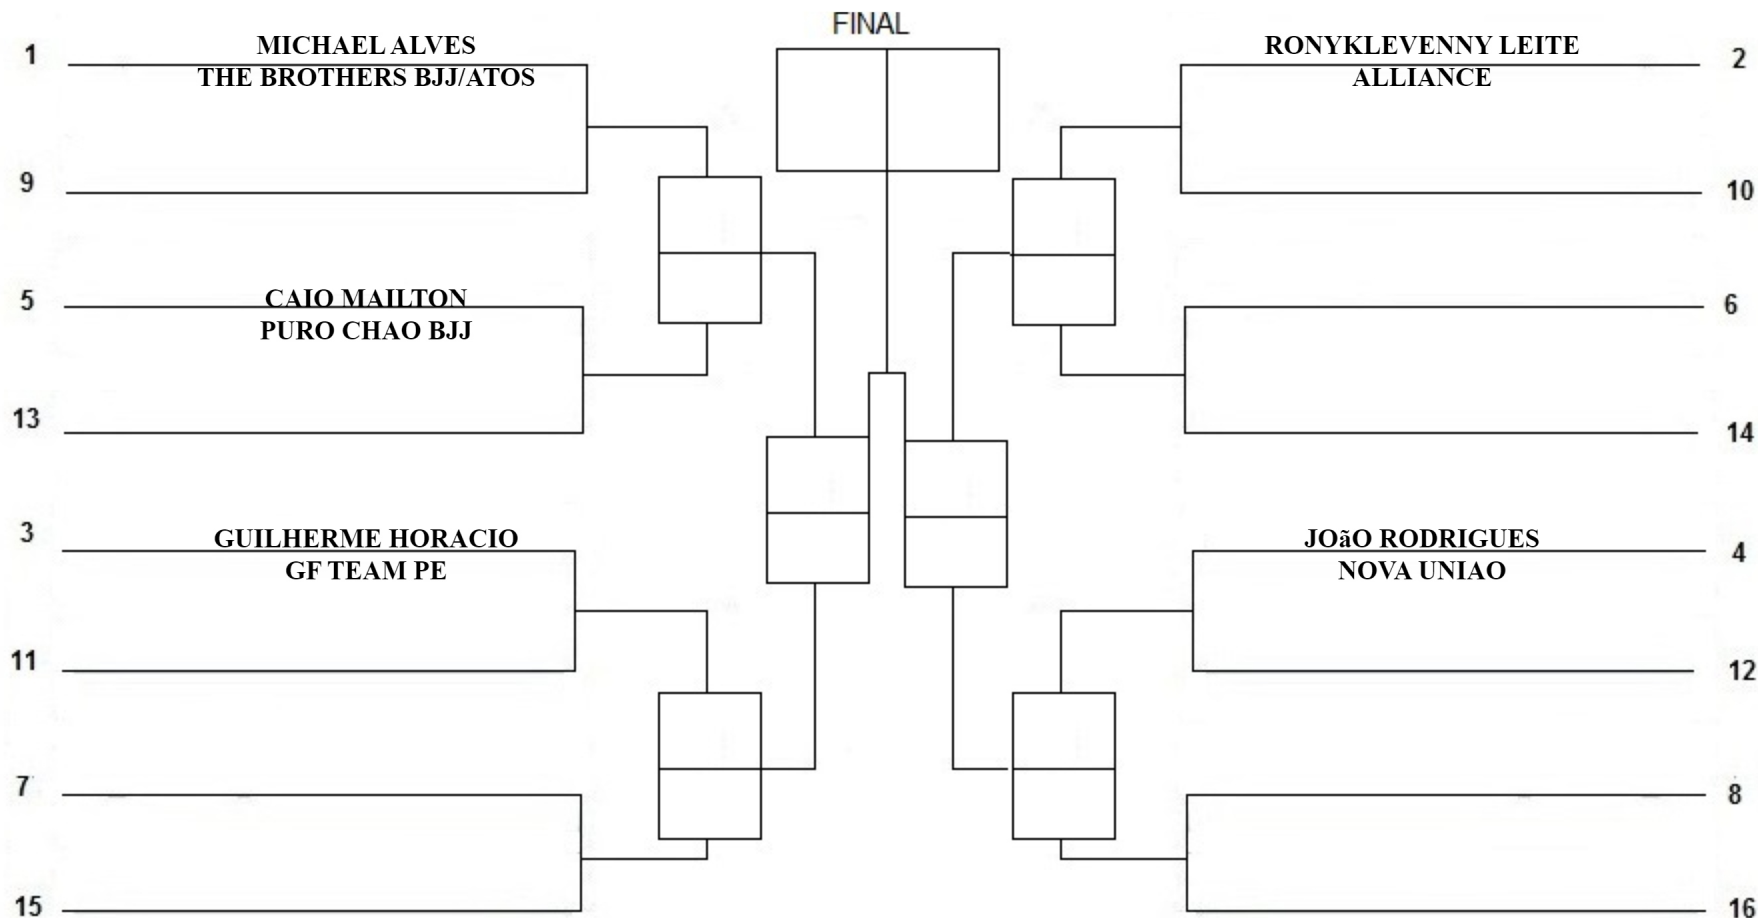 FINAL
1
MICHAEL ALVES
THE BROTHERS BJJ/ATOS
9
5
CAIO MAILTON
PURO CHAO BJJ
13
3
GUILHERME HORACIO
GF TEAM PE
11
7
15
RONYKLEVENNY LEITE
ALLIANCE
2
10
6
14
JOãO RODRIGUES
NOVA UNIAO
4
12
8
16